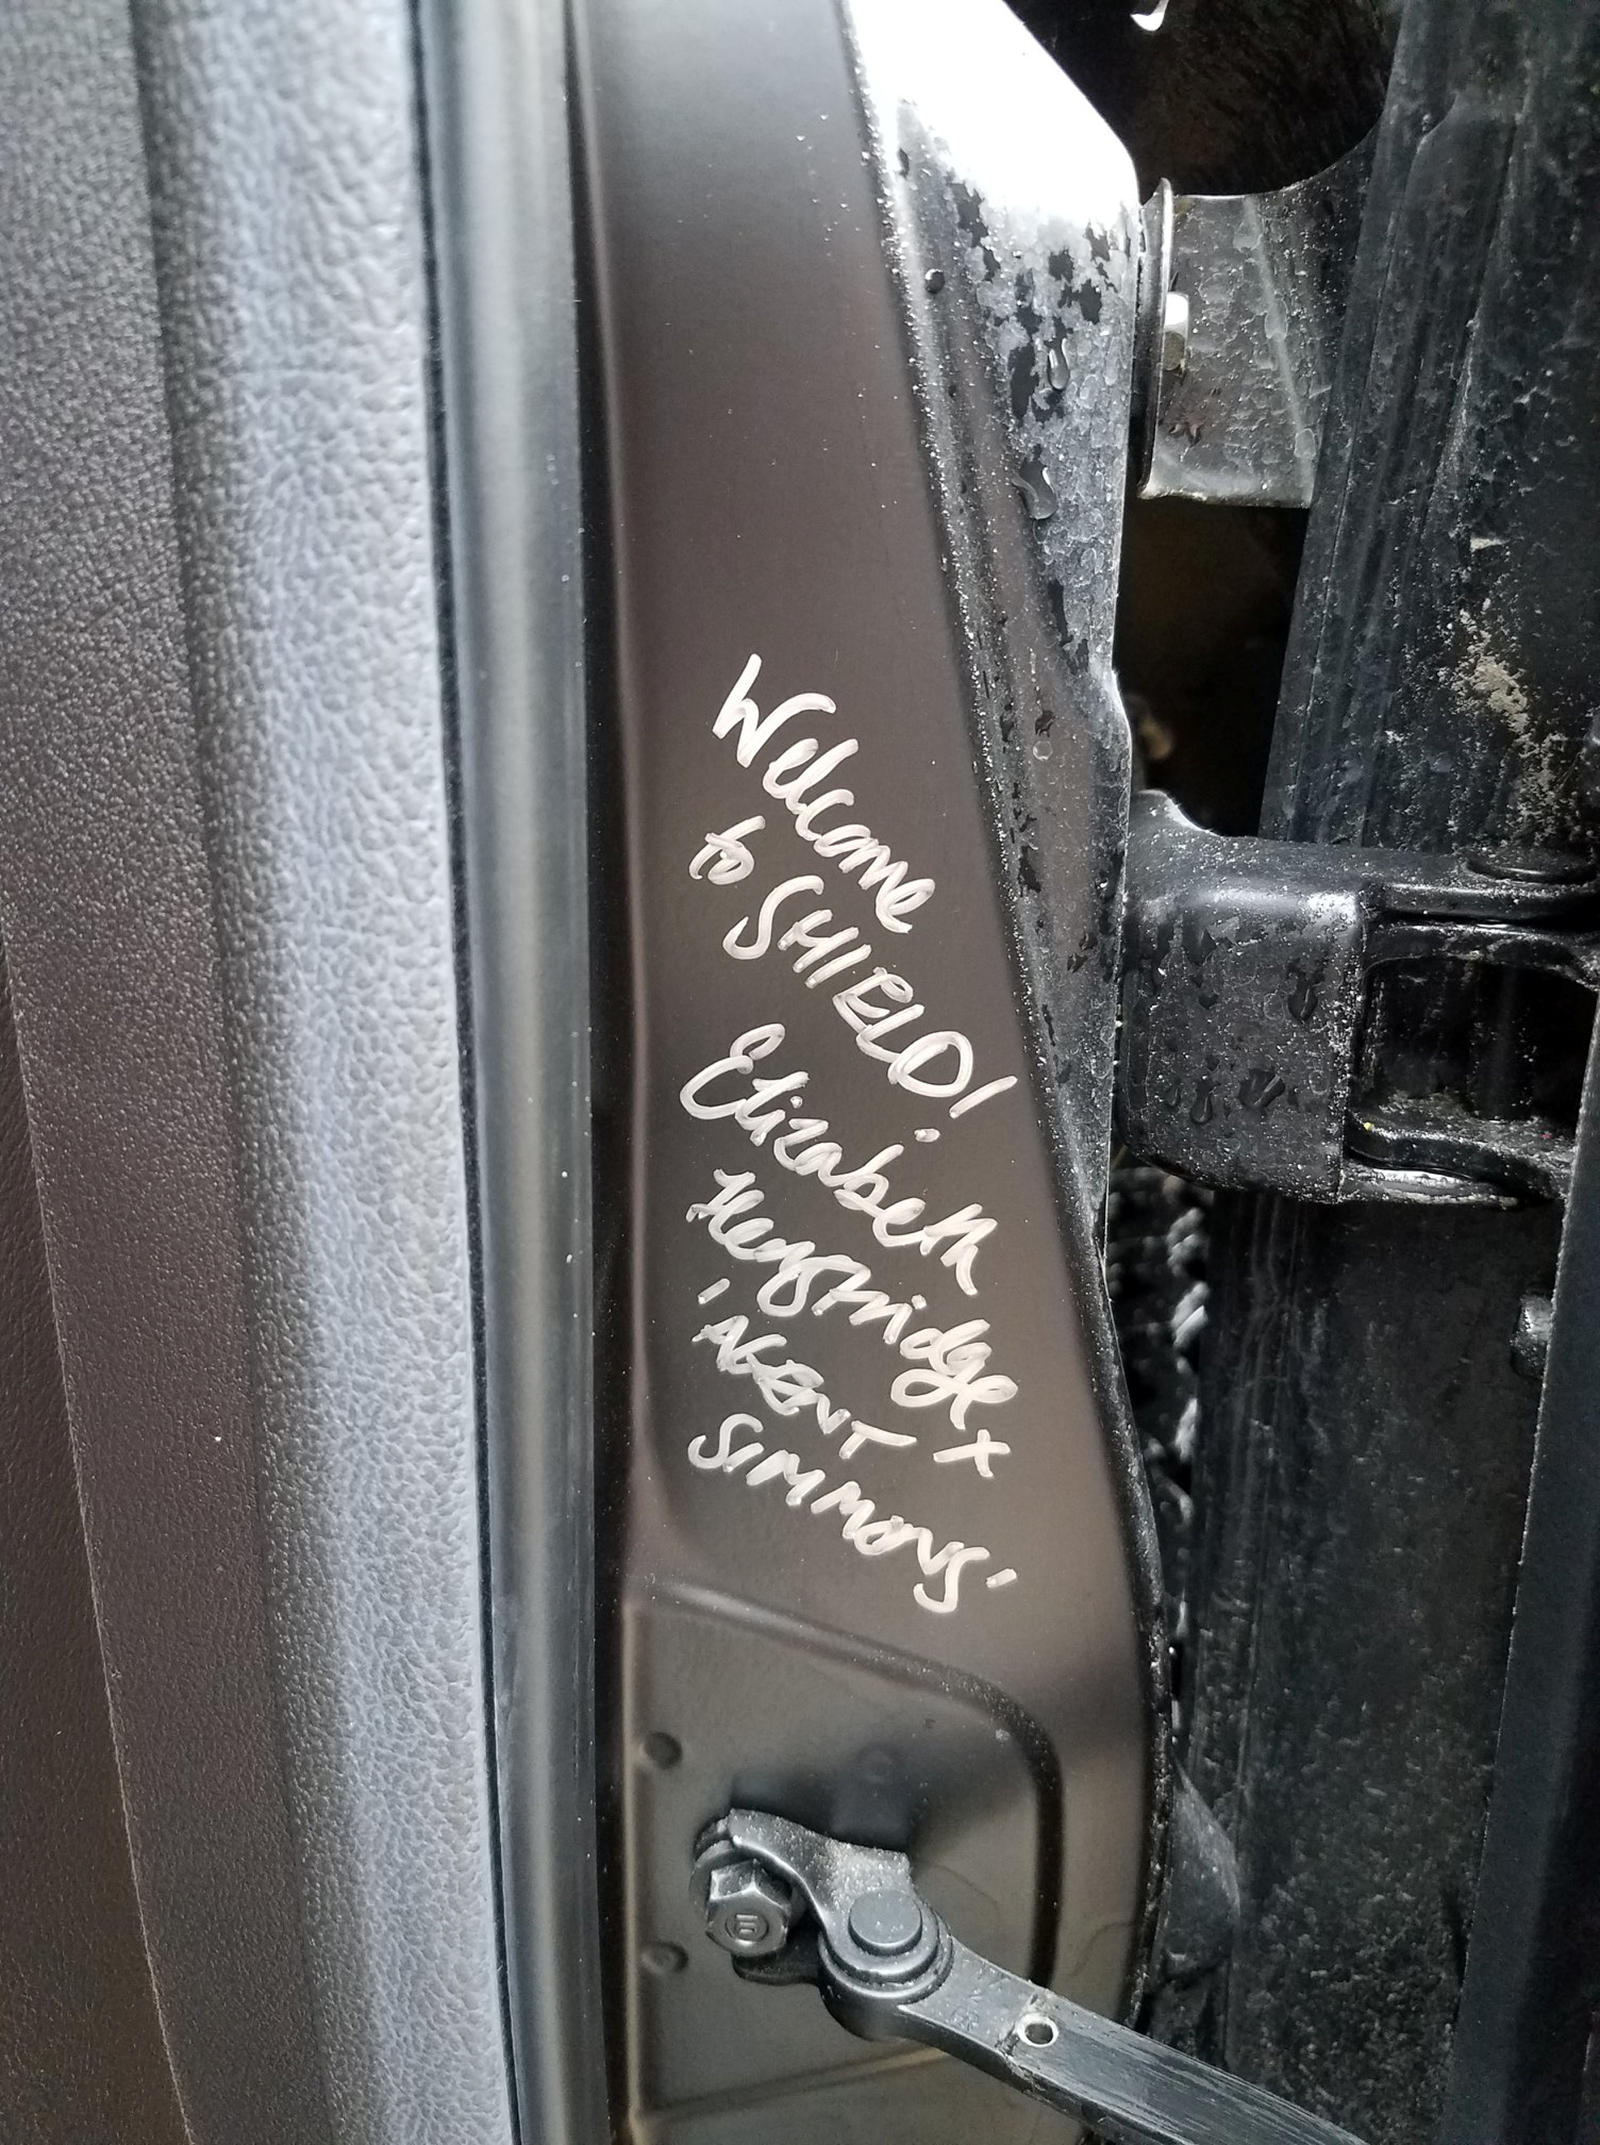 Welcome
to SHIELD!
Elizabeth
Henstridge x
'AGENT
SIMMONS'